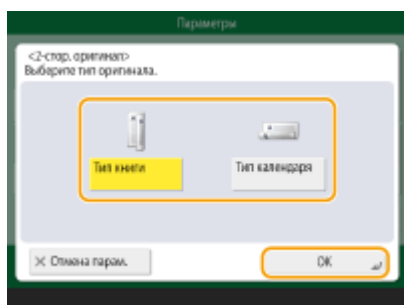 Параметры
<2-стор. оригинал>
Выберите тип оригинала.
Тип книги
Тип календаря
Отмена парам.
OK